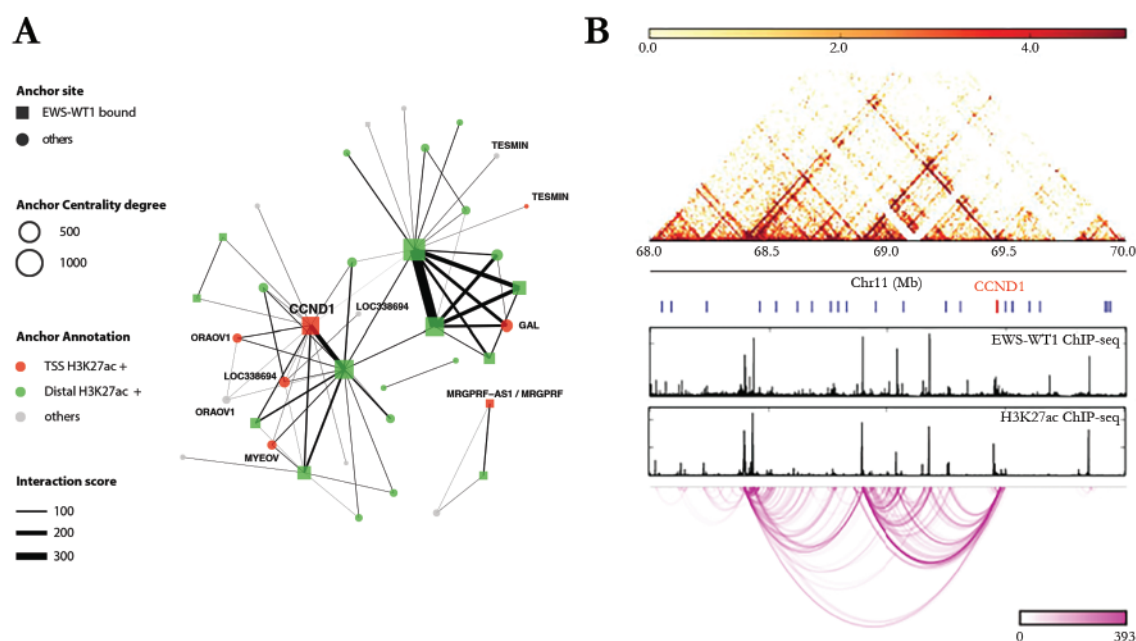 A
Anchor site
EWS-WT1 bound
others
Anchor Centrality degree
500
1000
Anchor Annotation
TSS H3K27ac +
Distal H3K27ac +
others
Interaction score
100
200
300
TESMIN
TESMIN
CCND1
LOC338694
GAL
ORAOV1
LOC338694
ORAOV1
MRGPRF-AS1 / MRGPRF
MYEOV
B
0.0 2.0 4.0
68.0 68.5 69.0 69.5 70.0
Chr11 (Mb)
CCND1
EWS-WT1 ChIP-seq
H3K27ac ChIP-seq
0 393